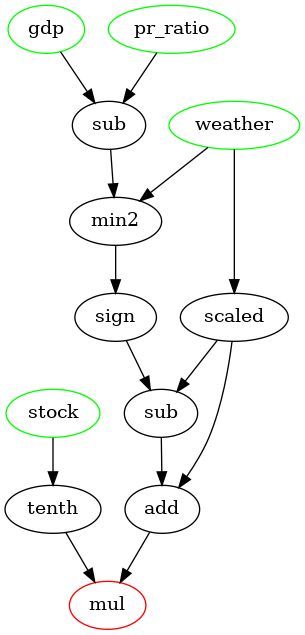 gdp
pr_ratio
sub
weather
min2
sign
scaled
stock
sub
tenth
add
mul